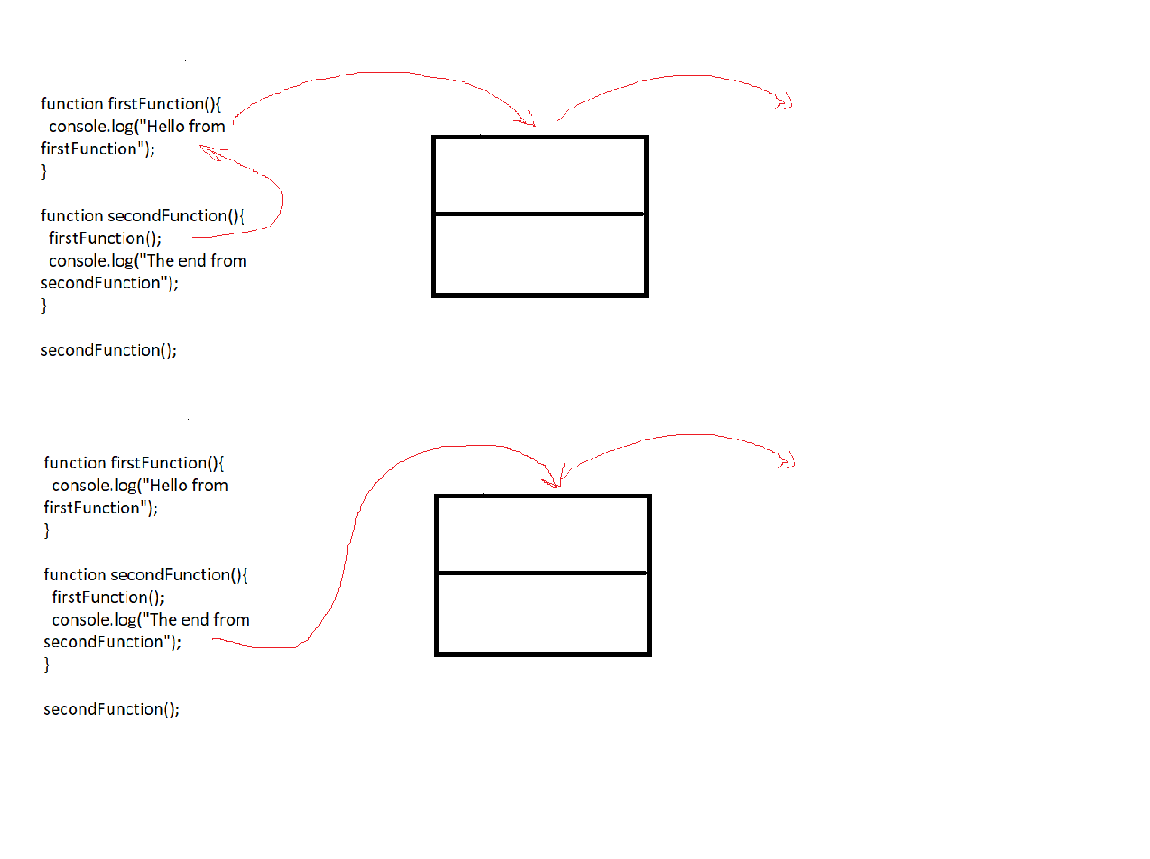 function firstFunction(){
console.log("Hello from
firstFunction");
}
function secondFunction(){
firstFunction();
console.log("The end from
secondFunction");
}
secondFunction();
function firstFunction(){
console.log("Hello from
firstFunction");
}
function secondFunction(){
firstFunction();
console.log("The end from
secondFunction");
}
secondFunction();